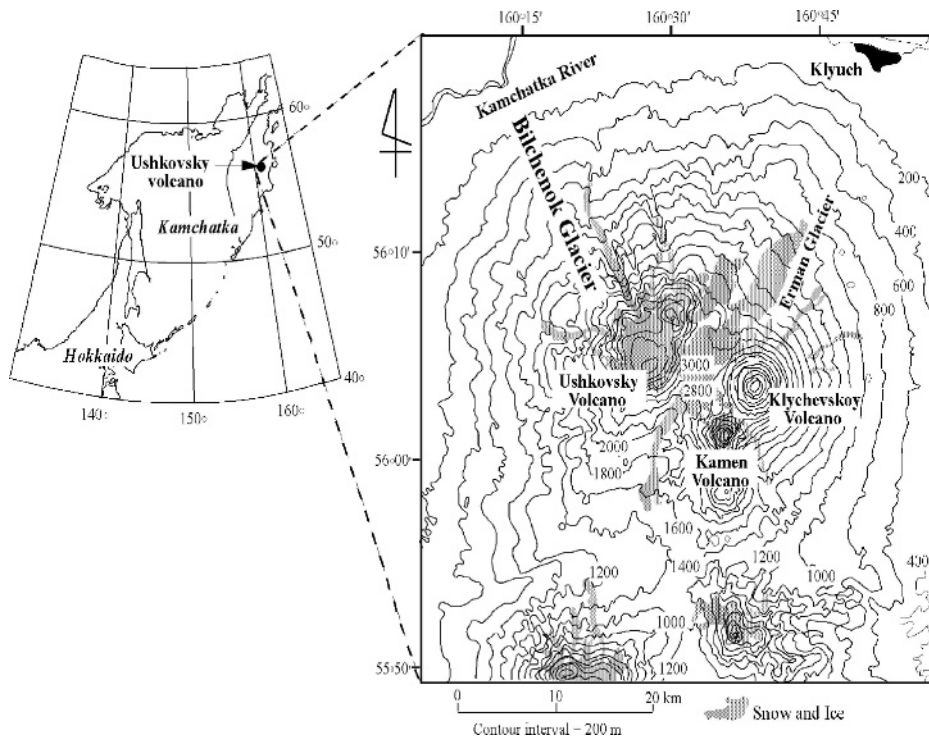 160°15'
160°30'
160°45'
Klyuch
Kamchatka River
Bilchenok Glacier
Erman Glacier
60°
Ushkovsky
volcano
Kamchatka
50°
Hokkaido
40°
140°
150°
160°
200
400
600
800
56°10'
3000
2800
Ushkovsky
Volcano
Klychevskoy
Volcano
2000
1800
56°00'
Kamen
Volcano
1600
1400
1200
1000
400
1200
1000
1200
55°50'
0
10
20 km
Contour interval = 200 m
Snow and Ice